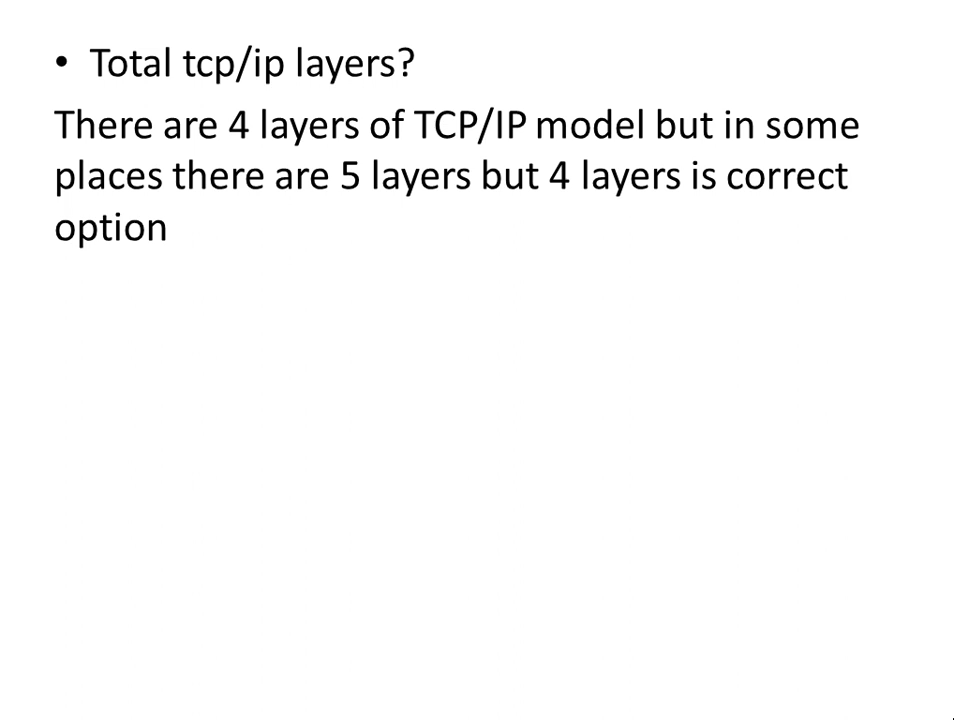 • Total tcp/ip layers?
There are 4 layers of TCP/IP model but in some
places there are 5 layers but 4 layers is correct
option